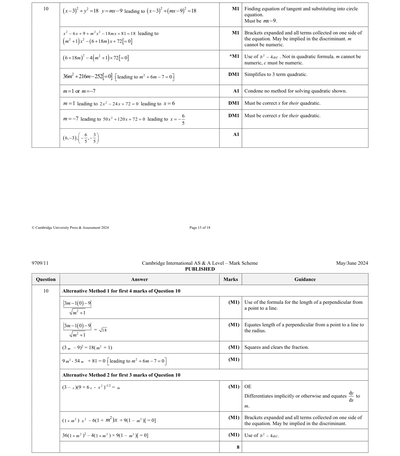 10 (x−3)² + y² = 18 y = mx−9 leading to (x−3)² + (mx−9)² = 18 M1 Finding equation of tangent and substituting into circle
equation.
Must be mx−9.
x² − 6x + 9 + m²x² − 18mx + 81 = 18 leading to M1 Brackets expanded and all terms collected on one side of
(m² + 1)x² − (6 + 18m)x + 72[= 0] the equation. May be implied in the discriminant. m
cannot be numeric.
(6 + 18m)² − 4(m² + 1) × 72[= 0] *M1 Use of b² − 4ac. Not in quadratic formula. m cannot be
numeric, c must be numeric.
36m² + 216m − 252[= 0] [leading to m² + 6m − 7 = 0] DM1 Simplifies to 3 term quadratic.
m = 1 or m = −7 A1 Condone no method for solving quadratic shown.
m = 1 leading to 2x² − 24x + 72 = 0 leading to x = 6 DM1 Must be correct x for their quadratic.
m = −7 leading to 50x² + 120x + 72 = 0 leading to x = −6/5 DM1 Must be correct x for their quadratic.
(6, −3), (−6/5, −3/5) A1
© Cambridge University Press & Assessment 2024 Page 15 of 18
9709/11 Cambridge International AS & A Level – Mark Scheme May/June 2024
PUBLISHED
Question Answer Marks Guidance
10 Alternative Method 1 for first 4 marks of Question 10
|3m − 1(0) − 9| / √(m² + 1) (M1) Use of the formula for the length of a perpendicular from
a point to a line.
|3m − 1(0) − 9| / √(m² + 1) = √18 (M1) Equates length of a perpendicular from a point to a line to
the radius.
(3m − 9)² = 18(m² + 1) (M1) Squares and clears the fraction.
9m² − 54m + 81 = 0 [leading to m² + 6m − 7 = 0] (M1)
Alternative Method 2 for first 3 marks of Question 10
(3 − x)(9 + 6x − x²)⁻¹ᐟ² = m (M1) OE
Differentiates implicitly or otherwise and equates dy/dx to
m.
(1 + m²)x² − 6(1 + m²)x + 9(1 − m²)[= 0] (M1) Brackets expanded and all terms collected on one side of
the equation. May be implied in the discriminant.
36(1 + m²)² − 4(1 + m²) × 9(1 − m²)[= 0] (M1) Use of b² − 4ac.
8